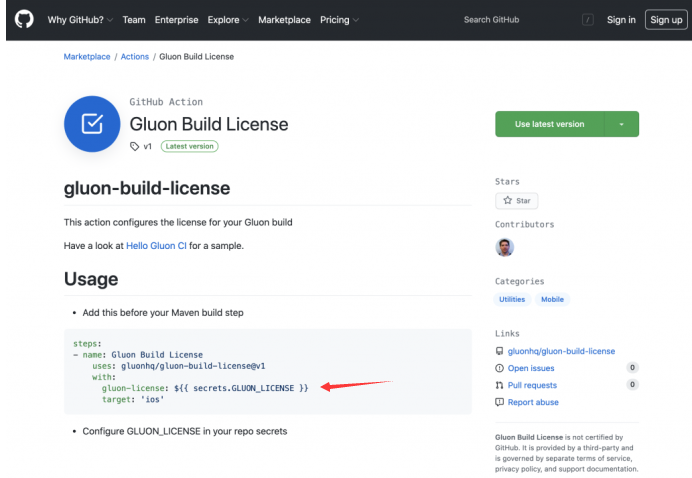 Why GitHub? Team Enterprise Explore Marketplace Pricing Search GitHub / Sign in Sign up
Marketplace / Actions / Gluon Build License
GitHub Action
Gluon Build License
v1 Latest version
Use latest version
gluon-build-license
This action configures the license for your Gluon build
Have a look at Hello Gluon CI for a sample.
Usage
• Add this before your Maven build step
steps:
- name: Gluon Build License
uses: gluonhq/gluon-build-license@v1
with:
gluon-license: ${{ secrets.GLUON_LICENSE }}
target: 'ios'
• Configure GLUON_LICENSE in your repo secrets
Stars
Star
Contributors
Categories
Utilities Mobile
Links
gluonhq/gluon-build-license
Open issues 0
Pull requests 0
Report abuse
Gluon Build License is not certified by
GitHub. It is provided by a third-party and
is governed by separate terms of service,
privacy policy, and support documentation.